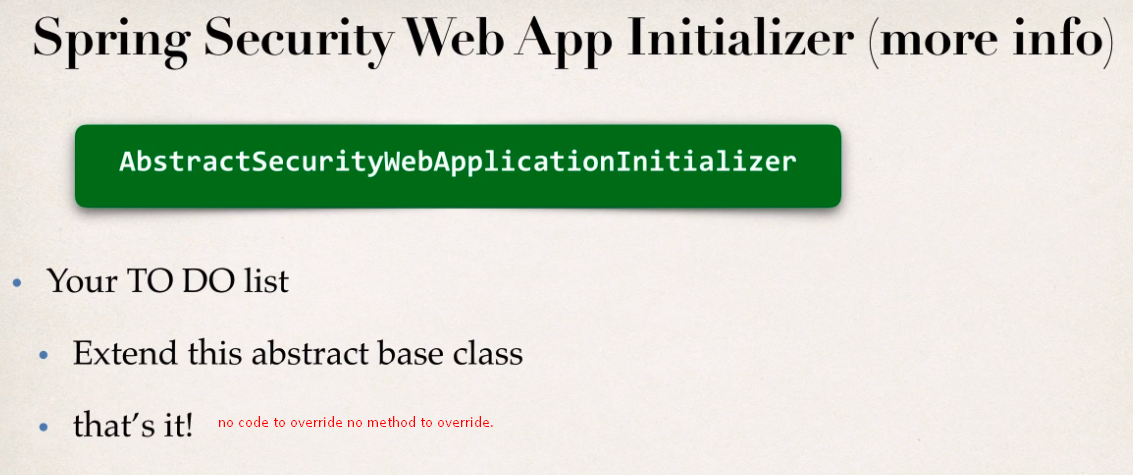 Spring Security Web App Initializer (more info)
AbstractSecurityWebApplicationInitializer
• Your TO DO list
• Extend this abstract base class
• that's it! no code to override no method to override.